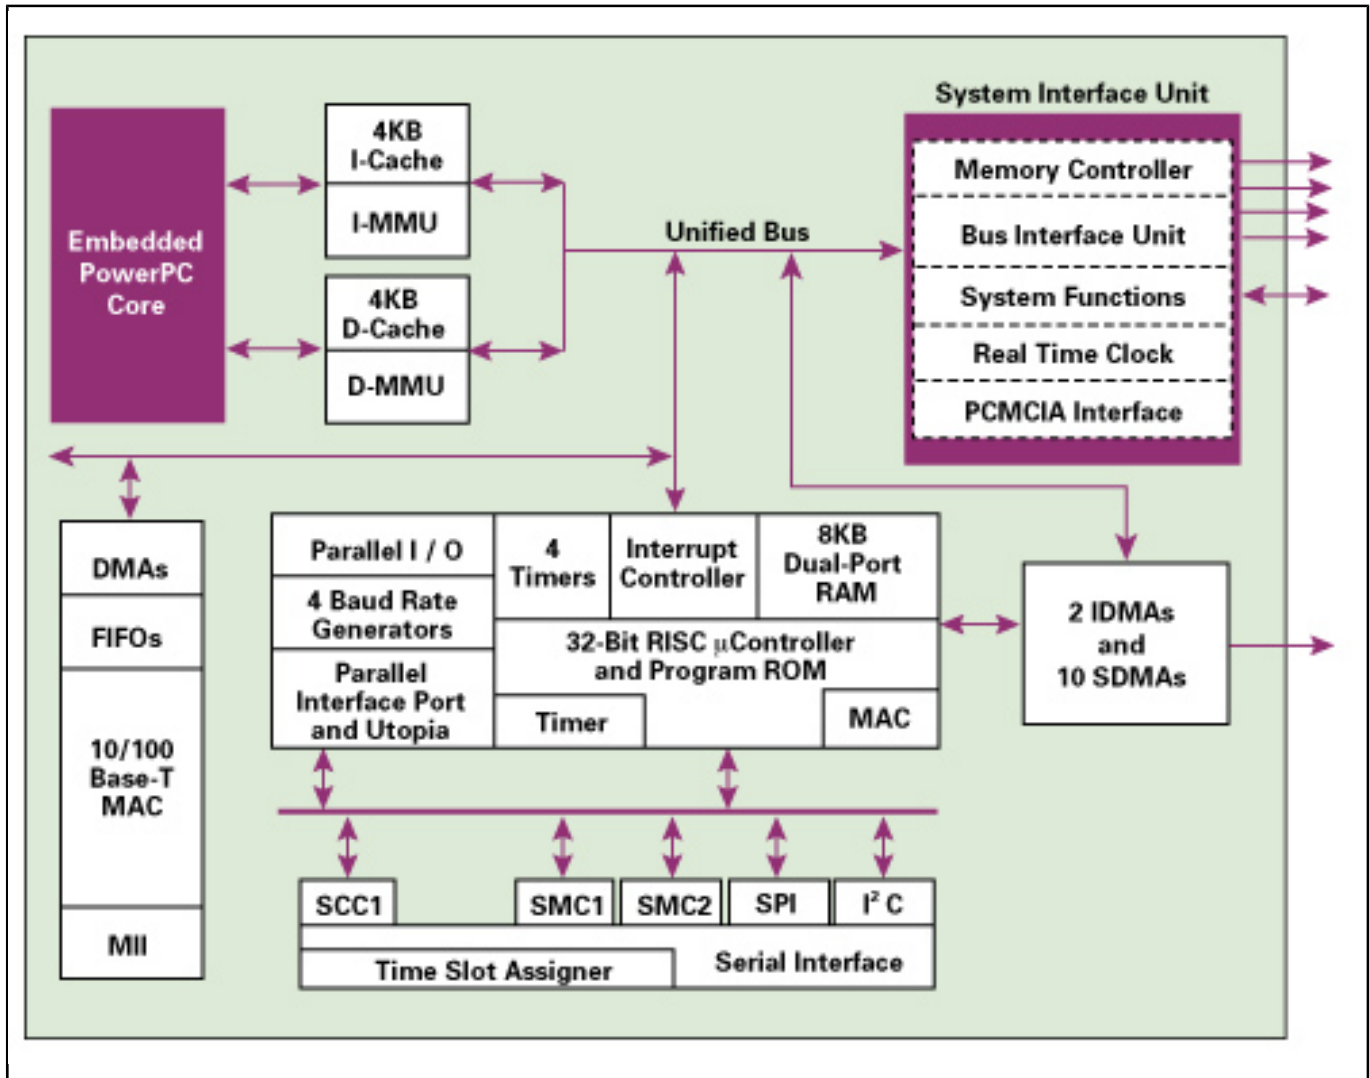 System Interface Unit
Embedded
PowerPC
Core
4KB
I-Cache
I-MMU
4KB
D-Cache
D-MMU
Unified Bus
Memory Controller
Bus Interface Unit
System Functions
Real Time Clock
PCMCIA Interface
DMAs
FIFOs
10/100
Base-T
MAC
MII
Parallel I / O
4 Baud Rate
Generators
Parallel
Interface Port
and Utopia
4
Timers
Interrupt
Controller
8KB
Dual-Port
RAM
32-Bit RISC µController
and Program ROM
Timer
MAC
2 IDMAs
and
10 SDMAs
SCC1
SMC1
SMC2
SPI
I² C
Time Slot Assigner
Serial Interface